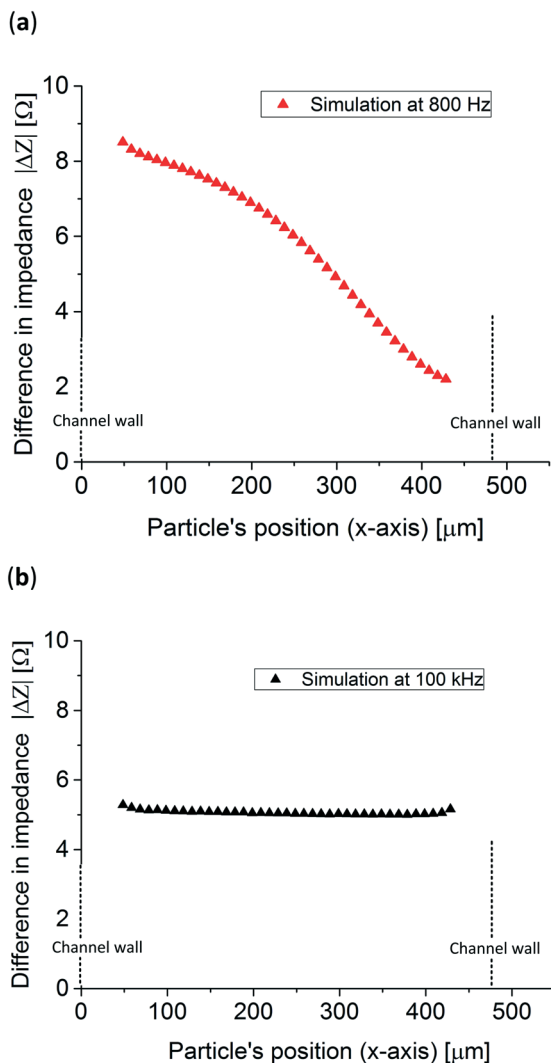 (a)
10
8
6
4
2
0
Difference in impedance |ΔZ| [Ω]
Simulation at 800 Hz
Channel wall
Channel wall
0 100 200 300 400 500
Particle's position (x-axis) [μm]
(b)
10
8
6
4
2
0
Difference in impedance |ΔZ| [Ω]
Simulation at 100 kHz
Channel wall
Channel wall
0 100 200 300 400 500
Particle's position (x-axis) [μm]